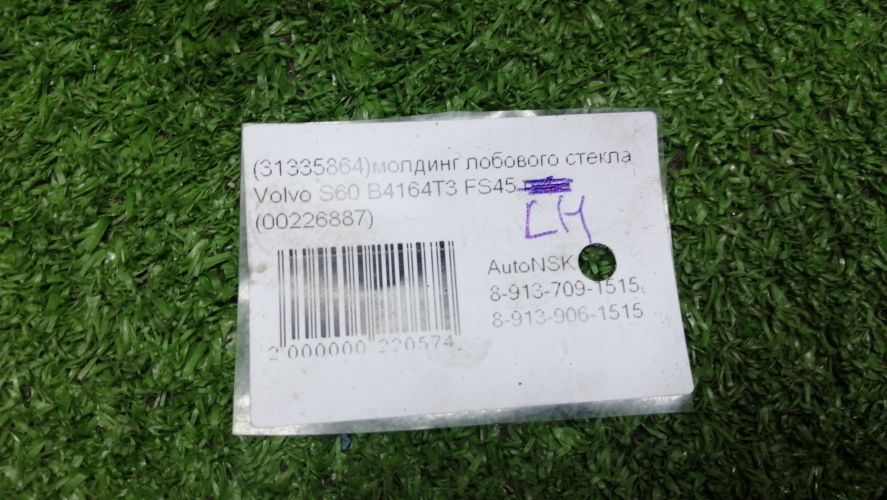 (31335864)молдинг лобового стекла
Volvo S60 B4164T3 FS45
(00226887)
LH
AutoNSK
8-913-709-1515,
8-913-906-1515
2 000000 220574